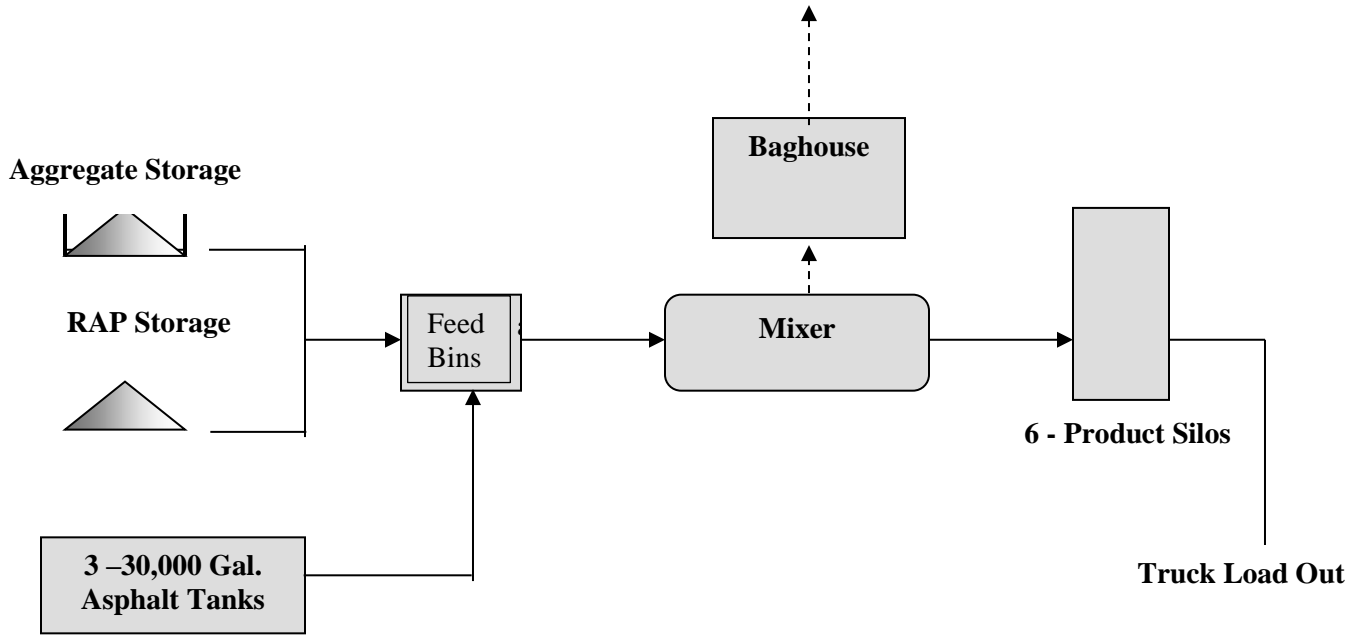 Baghouse
Aggregate Storage
RAP Storage
Feed
Bins
Mixer
6 - Product Silos
3 –30,000 Gal.
Asphalt Tanks
Truck Load Out